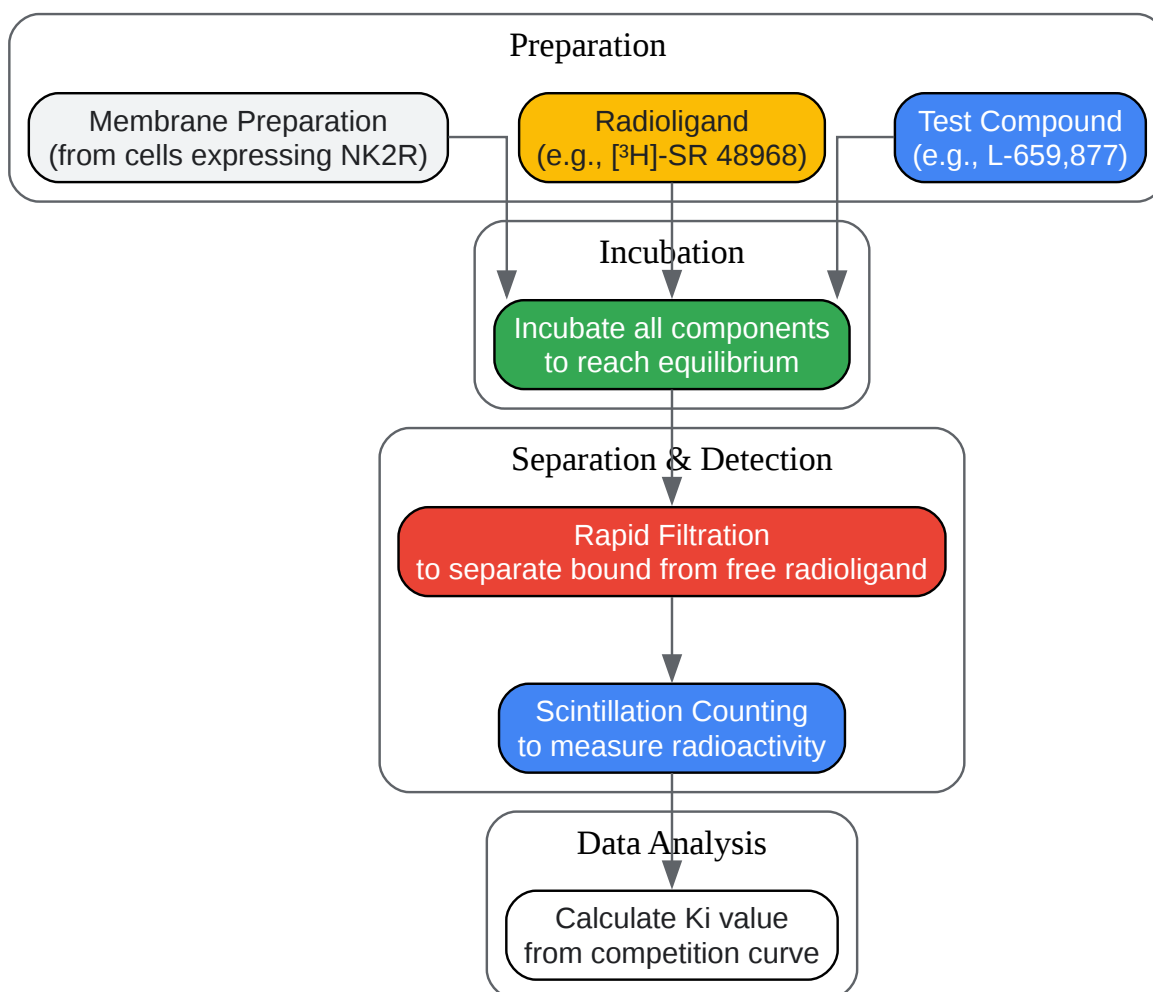 Preparation
Membrane Preparation
(from cells expressing NK2R)
Radioligand
(e.g., [³H]-SR 48968)
Test Compound
(e.g., L-659,877)
Incubation
Incubate all components
to reach equilibrium
Separation & Detection
Rapid Filtration
to separate bound from free radioligand
Scintillation Counting
to measure radioactivity
Data Analysis
Calculate Ki value
from competition curve